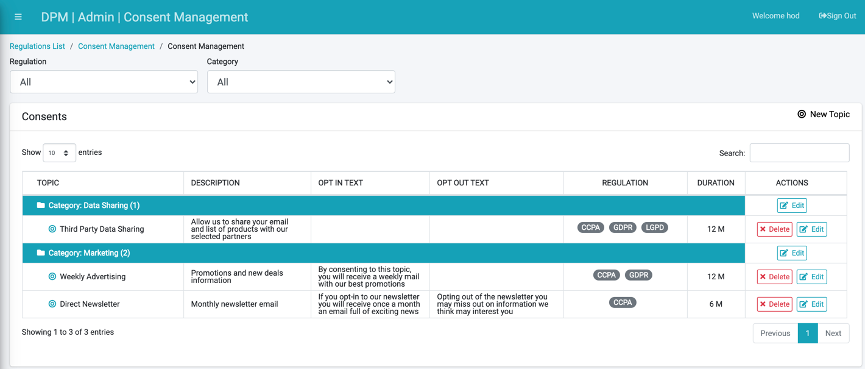 DPM | Admin | Consent Management
Welcome hod
Sign Out
Regulations List / Consent Management / Consent Management
Regulation
Category
All
All
Consents
New Topic
Show 10 entries
Search:
TOPIC DESCRIPTION OPT IN TEXT OPT OUT TEXT REGULATION DURATION ACTIONS
Category: Data Sharing (1)
Edit
Third Party Data Sharing
Allow us to share your email
and list of products with our
selected partners
CCPA GDPR LGPD
12 M
Delete Edit
Category: Marketing (2)
Edit
Weekly Advertising
Promotions and new deals
information
By consenting to this topic,
you will receive a weekly mail
with our best promotions
CCPA GDPR
12 M
Delete Edit
Direct Newsletter
Monthly newsletter email
If you opt-in to our newsletter
you will receive once a month
an email full of exciting news
Opting out of the newsletter you
may miss out on information we
think may interest you
CCPA
6 M
Delete Edit
Showing 1 to 3 of 3 entries
Previous 1 Next